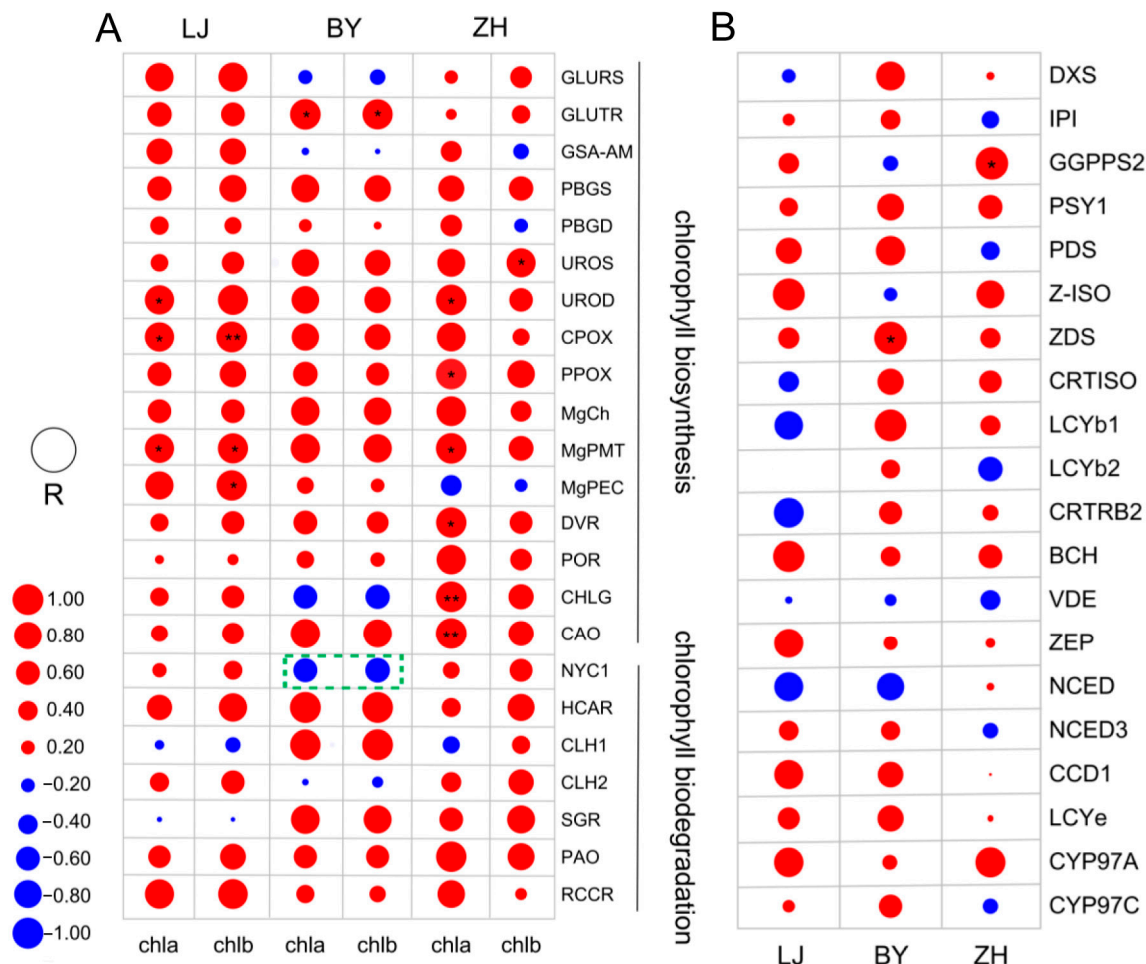 A
LJ BY ZH
GLURS
GLUTR
*
*
GSA-AM
PBGS
PBGD
UROS
*
UROD
*
*
CPOX
*
**
PPOX
*
MgCh
MgPMT
*
*
*
MgPEC
*
DVR
*
POR
CHLG
**
CAO
**
NYC1
HCAR
CLH1
CLH2
SGR
PAO
RCCR
chla chlb chla chlb chla chlb
chlorophyll biosynthesis
chlorophyll biodegradation
R
1.00
0.80
0.60
0.40
0.20
−0.20
−0.40
−0.60
−0.80
−1.00
B
DXS
IPI
GGPPS2
*
PSY1
PDS
Z-ISO
ZDS
*
CRTISO
LCYb1
LCYb2
CRTRB2
BCH
VDE
ZEP
NCED
NCED3
CCD1
LCYe
CYP97A
CYP97C
LJ BY ZH